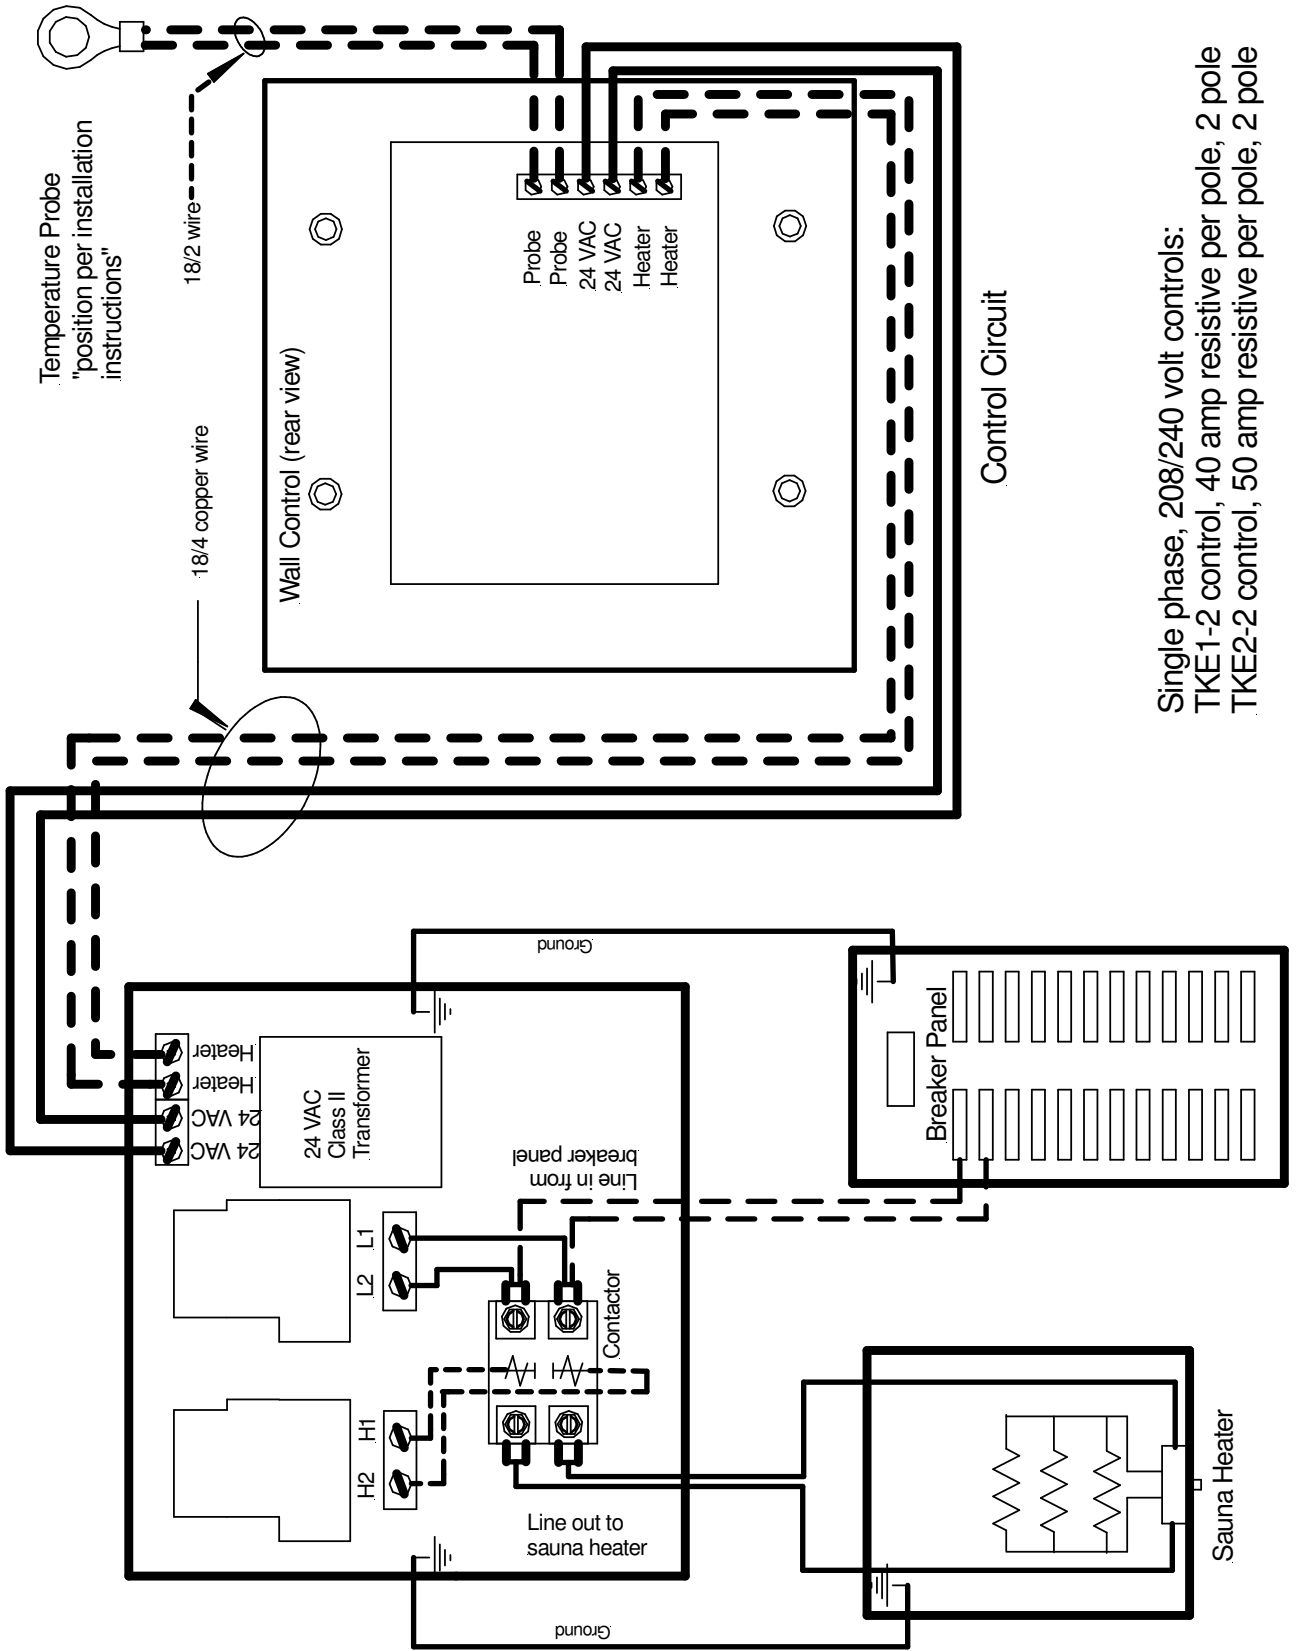 Temperature Probe
"position per installation
instructions"
18/2 wire
18/4 copper wire
Wall Control (rear view)
Probe
Probe
24 VAC
24 VAC
Heater
Heater
Control Circuit
Single phase, 208/240 volt controls:
TKE1-2 control, 40 amp resistive per pole, 2 pole
TKE2-2 control, 50 amp resistive per pole, 2 pole
Ground
Heater
Heater
24 VAC
24 VAC
24 VAC
Class II
Transformer
Line in from
breaker panel
L1
L2
H1
H2
Contactor
Line out to
sauna heater
Breaker Panel
Ground
Sauna Heater